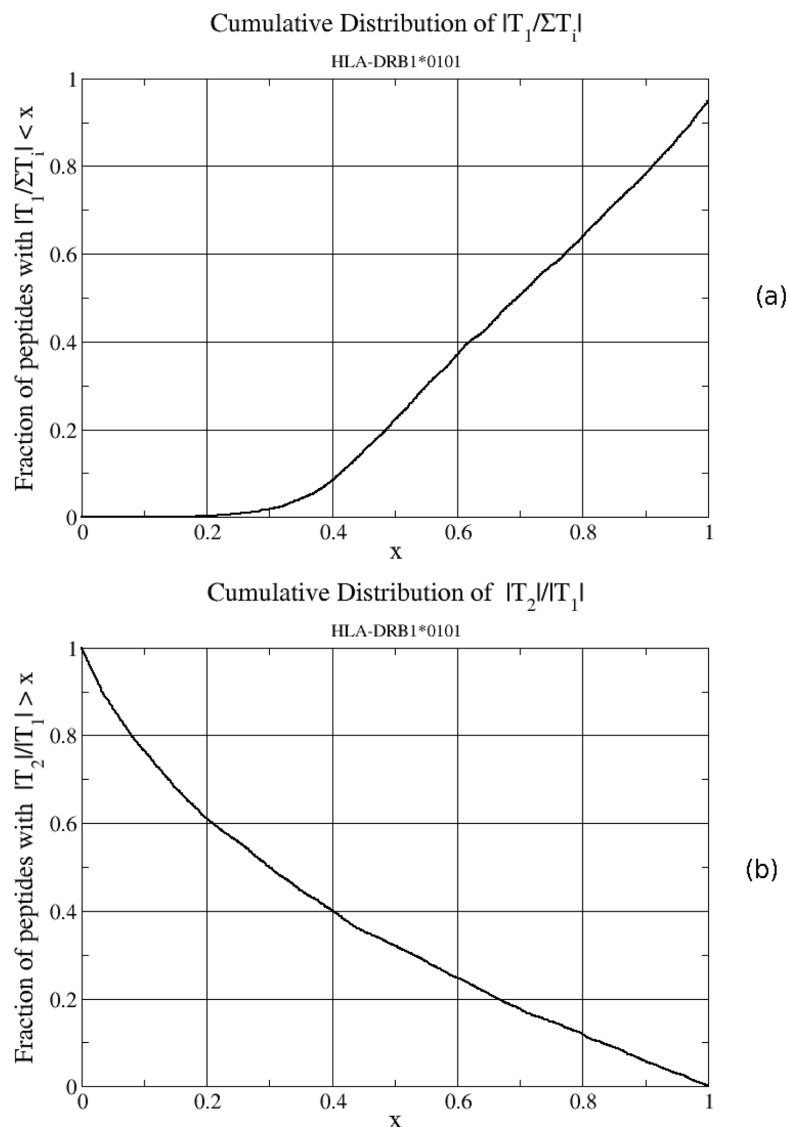 Cumulative Distribution of |T1/ΣTi|
HLA-DRB1*0101
Fraction of peptides with |T1/ΣTi| < x
1
0.8
0.6
0.4
0.2
0
0 0.2 0.4 0.6 0.8 1
x
(a)
Cumulative Distribution of |T2|/|T1|
HLA-DRB1*0101
Fraction of peptides with |T2|/|T1| > x
1
0.8
0.6
0.4
0.2
0
0 0.2 0.4 0.6 0.8 1
x
(b)